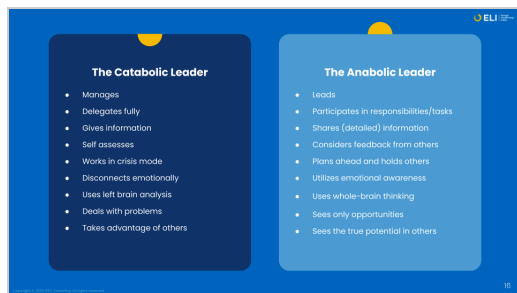 ELI
The Catabolic Leader
● Manages
● Delegates fully
● Gives information
● Self assesses
● Works in crisis mode
● Disconnects emotionally
● Uses left brain analysis
● Deals with problems
● Takes advantage of others
The Anabolic Leader
● Leads
● Participates in responsibilities/tasks
● Shares (detailed) information
● Considers feedback from others
● Plans ahead and holds others
● Utilizes emotional awareness
● Uses whole-brain thinking
● Sees only opportunities
● Sees the true potential in others
16